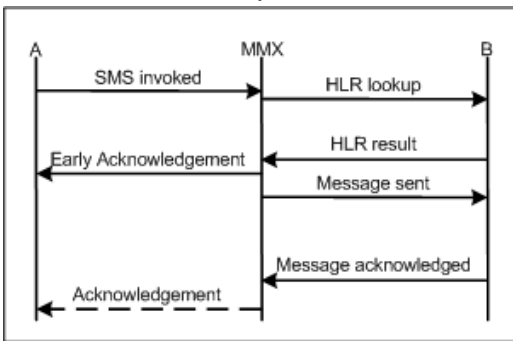 A
MMX
B
SMS invoked
HLR lookup
HLR result
Early Acknowledgement
Message sent
Message acknowledged
Acknowledgement